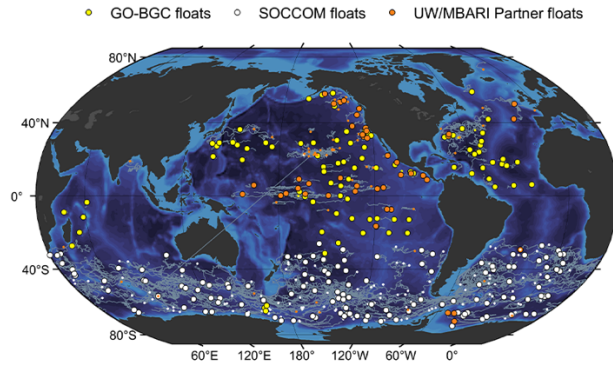 GO-BGC floats SOCCOM floats UW/MBARI Partner floats
80°N
40°N
0°
40°S
80°S
60°E 120°E 180° 120°W 60°W 0°